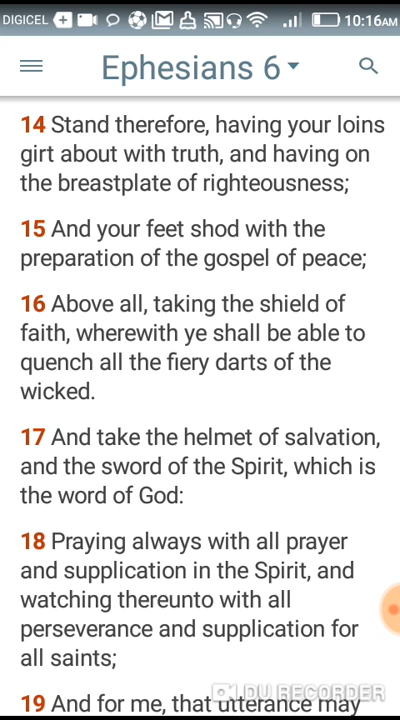 DIGICEL 10:16AM
Ephesians 6
14 Stand therefore, having your loins
girt about with truth, and having on
the breastplate of righteousness;
15 And your feet shod with the
preparation of the gospel of peace;
16 Above all, taking the shield of
faith, wherewith ye shall be able to
quench all the fiery darts of the
wicked.
17 And take the helmet of salvation,
and the sword of the Spirit, which is
the word of God:
18 Praying always with all prayer
and supplication in the Spirit, and
watching thereunto with all
perseverance and supplication for
all saints;
DU RECORDER
19 And for me, that utterance may